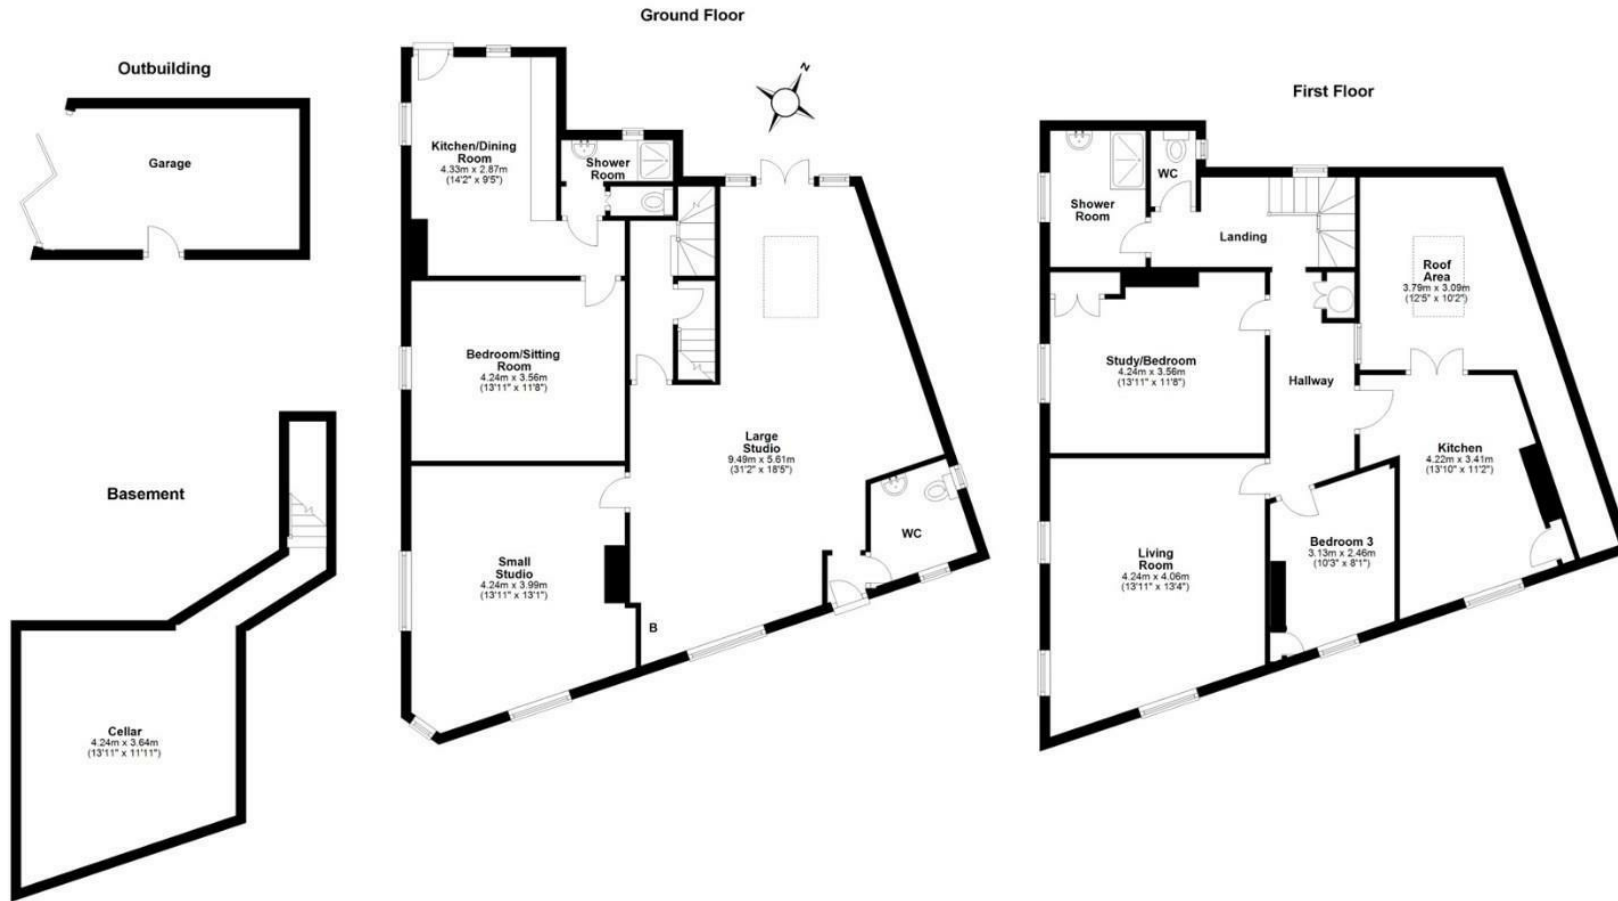 Ground Floor
Outbuilding
Garage
Basement
Cellar
4.24m x 3.64m
(13'11" x 11'11")
N
Kitchen/Dining
Room
4.33m x 2.87m
(14'2" x 9'5")
Shower
Room
Bedroom/Sitting
Room
4.24m x 3.56m
(13'11" x 11'8")
Large
Studio
9.49m x 5.61m
(31'2" x 18'5")
WC
Small
Studio
4.24m x 3.99m
(13'11" x 13'1")
B
First Floor
Shower
Room
WC
Landing
Roof
Area
3.79m x 3.09m
(12'5" x 10'2")
Study/Bedroom
4.24m x 3.56m
(13'11" x 11'8")
Hallway
Kitchen
4.22m x 3.41m
(13'10" x 11'2")
Living
Room
4.24m x 4.06m
(13'11" x 13'4")
Bedroom 3
3.13m x 2.46m
(10'3" x 8'1")